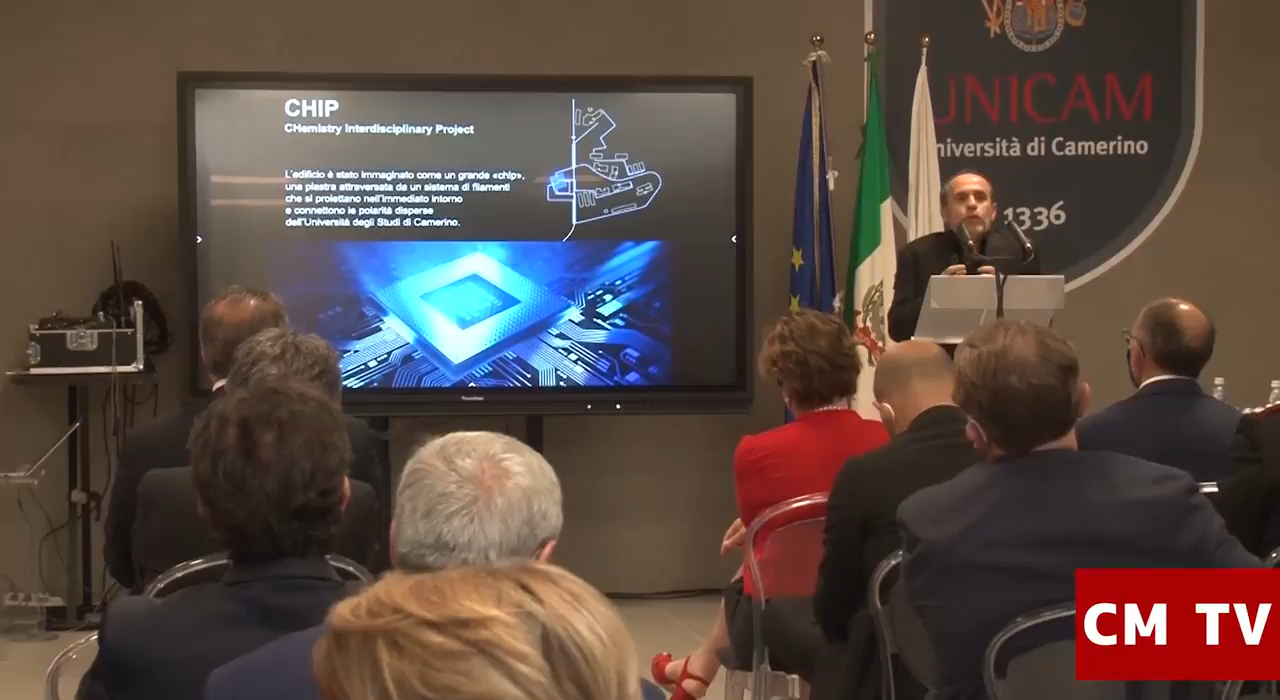 CHIP
CHemistry Interdisciplinary Project
L'edificio è stato immaginato come un grande «chip»,
una piastra attraversata da un sistema di filamenti
che si proiettano nell'immediato intorno
e connettono le polarità disperse
dell'Università degli Studi di Camerino.
UNICAM
Università di Camerino
1336
CM TV